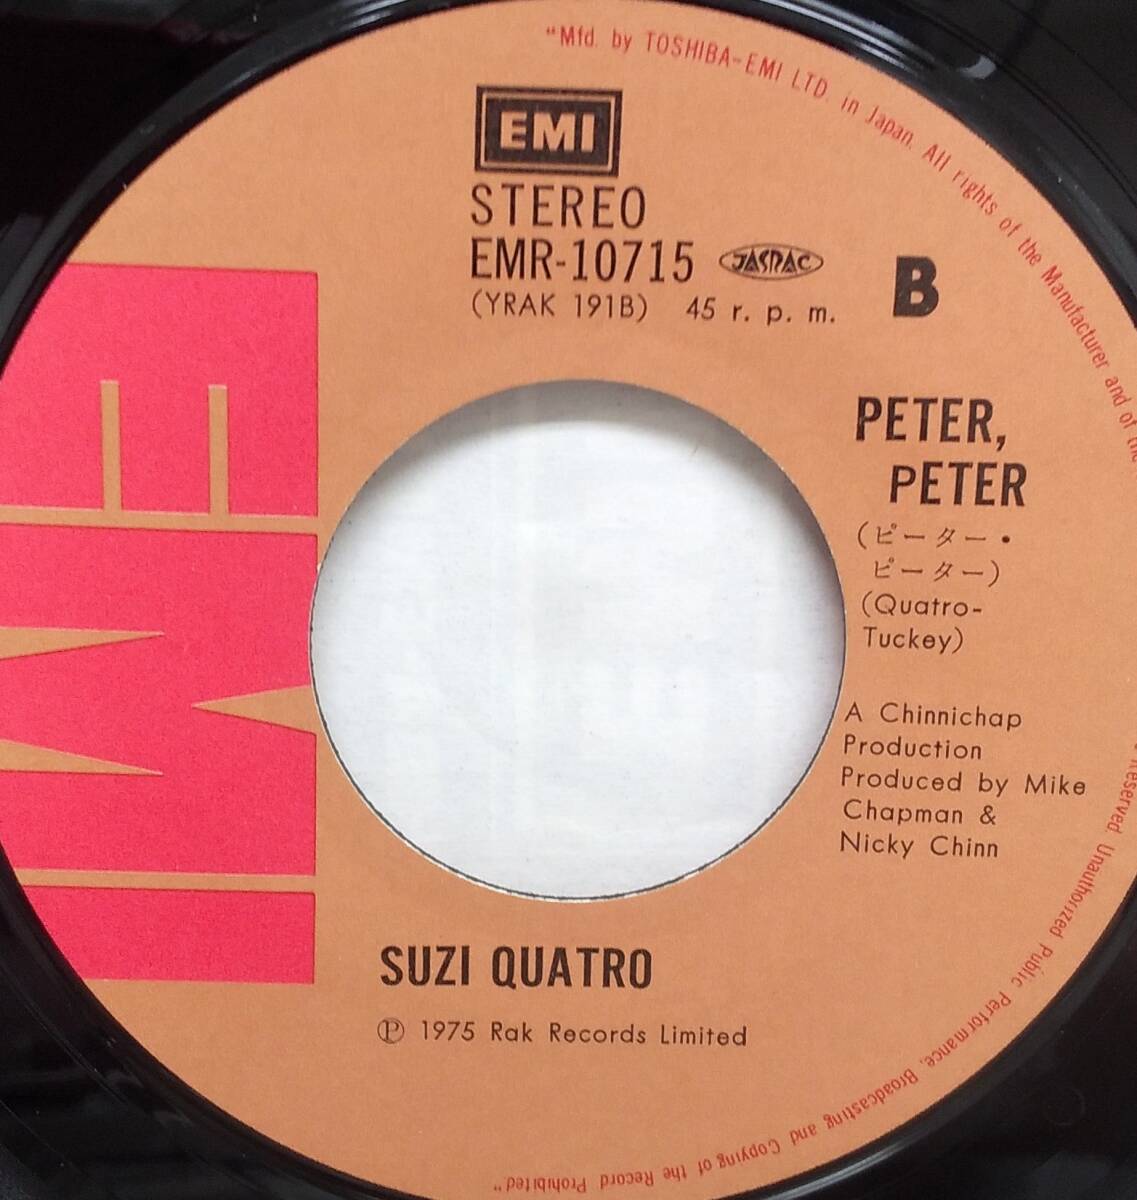 "Mfd. by TOSHIBA-EMI LTD. in Japan. All rights of the Manufacturer and of the
Reserved. Unauthorized Public Performance, Broadcasting and Copying of the Record Prohibited"
EMI
STEREO
EMR-10715 JASRAC
(YRAK 191B) 45 r. p. m.
B
PETER,
PETER
(ピーター・
ピーター)
(Quatro-
Tuckey)
A Chinnichap
Production
Produced by Mike
Chapman &
Nicky Chinn
EMI
SUZI QUATRO
Ⓟ 1975 Rak Records Limited